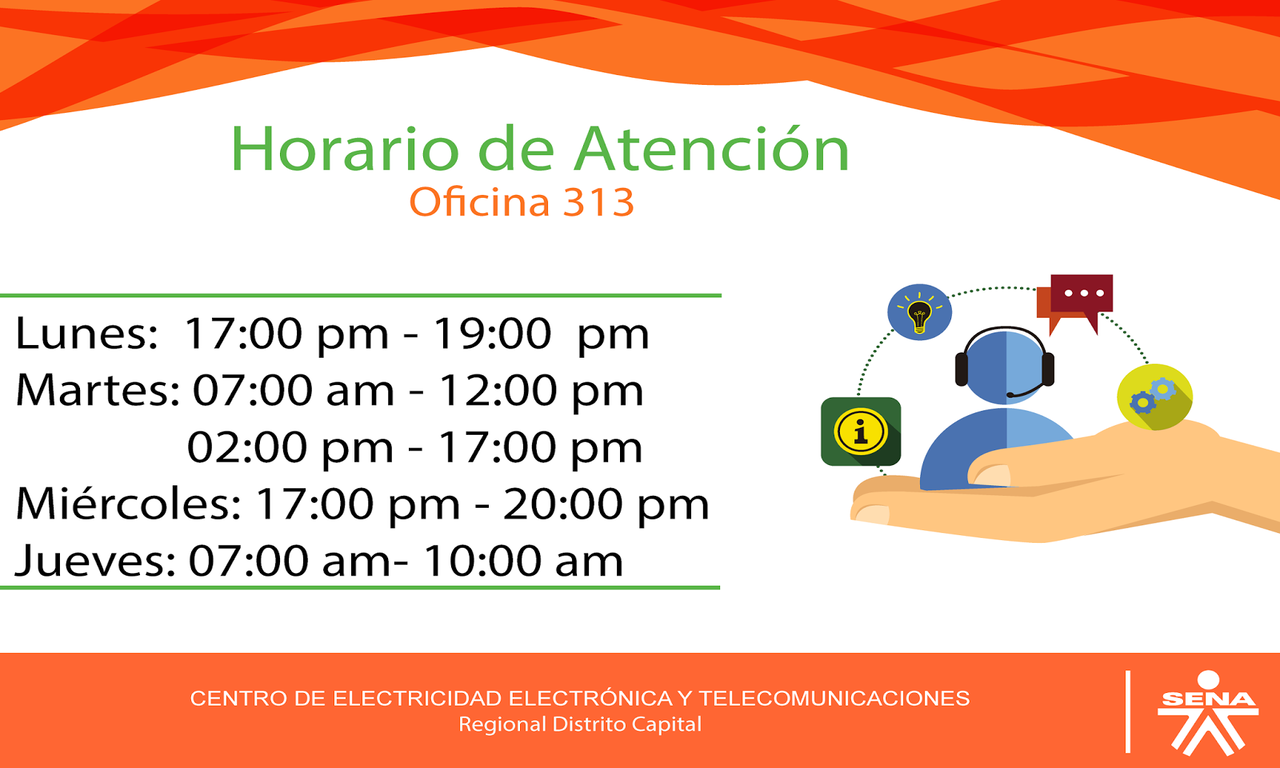 Horario de Atención
Oficina 313
Lunes: 17:00 pm - 19:00 pm
Martes: 07:00 am - 12:00 pm
02:00 pm - 17:00 pm
Miércoles: 17:00 pm - 20:00 pm
Jueves: 07:00 am- 10:00 am
i
CENTRO DE ELECTRICIDAD ELECTRÓNICA Y TELECOMUNICACIONES
Regional Distrito Capital
SENA